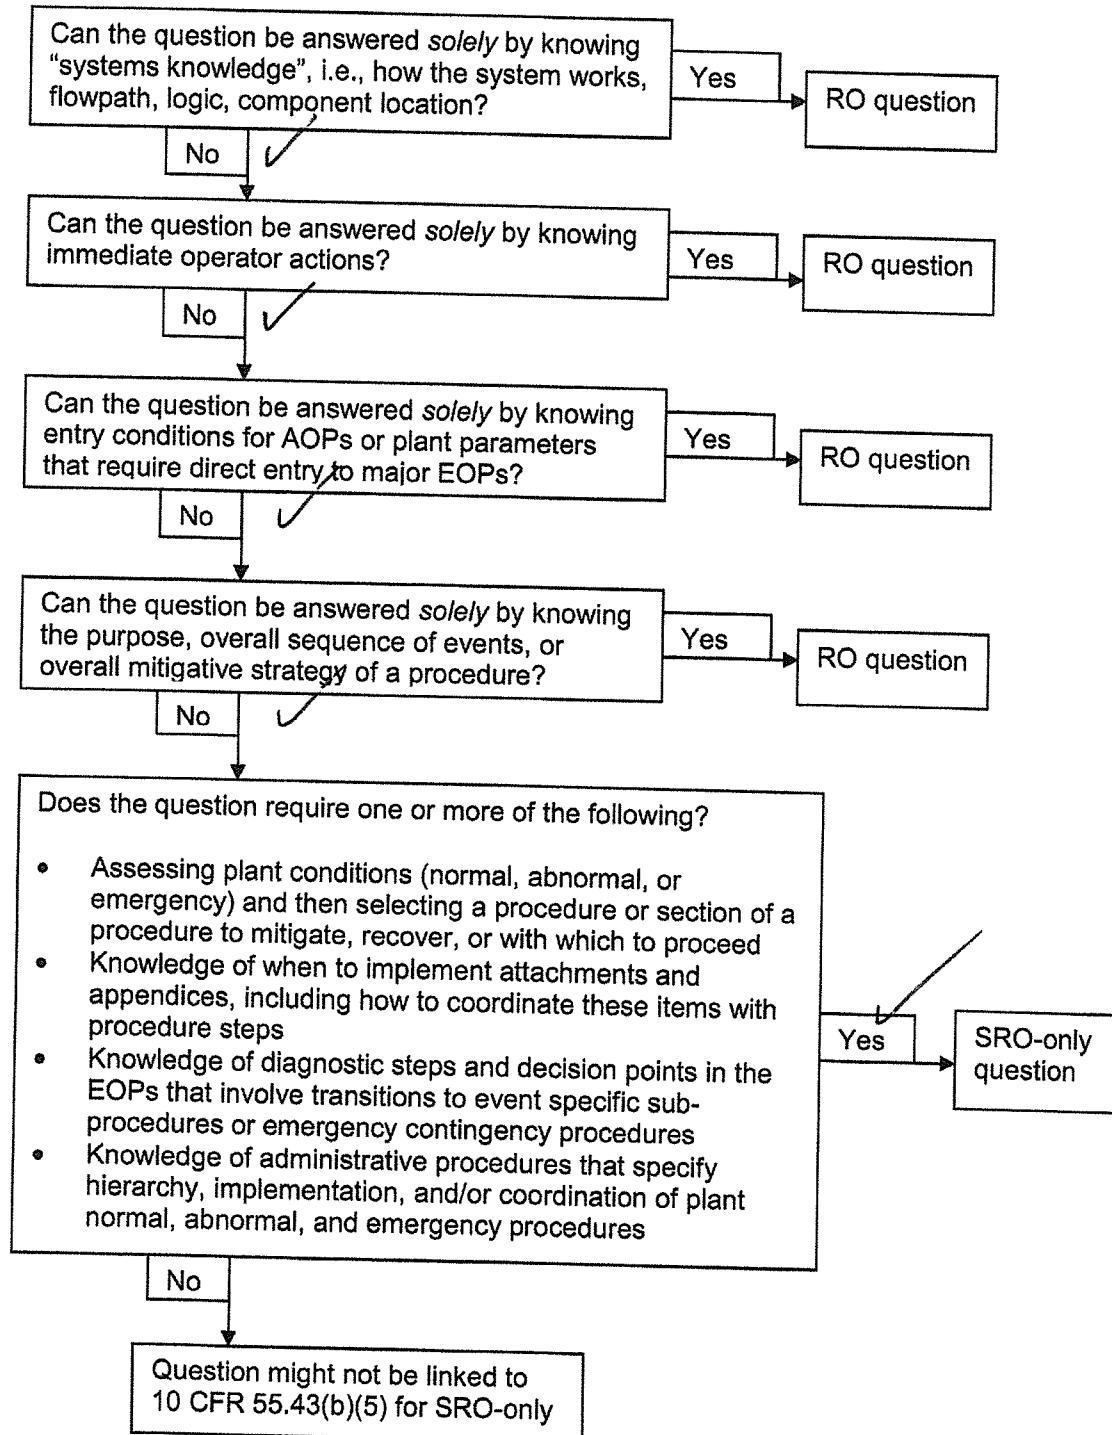 Can the question be answered solely by knowing
"systems knowledge", i.e., how the system works,
flowpath, logic, component location?
Yes
RO question
No
Can the question be answered solely by knowing
immediate operator actions?
Yes
RO question
No
Can the question be answered solely by knowing
entry conditions for AOPs or plant parameters
that require direct entry to major EOPs?
Yes
RO question
No
Can the question be answered solely by knowing
the purpose, overall sequence of events, or
overall mitigative strategy of a procedure?
Yes
RO question
No
Does the question require one or more of the following?
• Assessing plant conditions (normal, abnormal, or
emergency) and then selecting a procedure or section of a
procedure to mitigate, recover, or with which to proceed
• Knowledge of when to implement attachments and
appendices, including how to coordinate these items with
procedure steps
• Knowledge of diagnostic steps and decision points in the
EOPs that involve transitions to event specific sub-
procedures or emergency contingency procedures
• Knowledge of administrative procedures that specify
hierarchy, implementation, and/or coordination of plant
normal, abnormal, and emergency procedures
Yes
SRO-only
question
No
Question might not be linked to
10 CFR 55.43(b)(5) for SRO-only